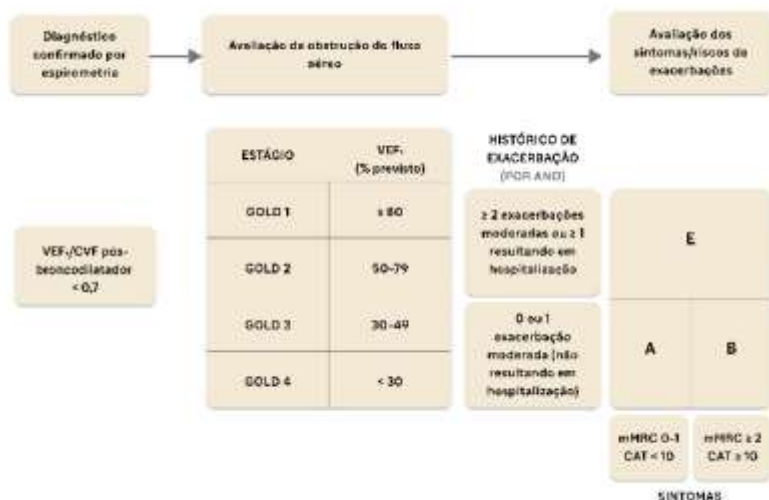 Diagnóstico
confirmado por
espirometria
Avaliação da obstrução do fluxo
aéreo
Avaliação dos
sintomas/riscos de
exacerbações
VEF₁/CVF pós-
broncodilatador
< 0,7
ESTÁGIO
VEF₁
(% previsto)
GOLD 1
≥ 80
GOLD 2
50-79
GOLD 3
30-49
GOLD 4
< 30
HISTÓRICO DE
EXACERBAÇÃO
(POR ANO)
≥ 2 exacerbações
moderadas ou ≥ 1
resultando em
hospitalização
0 ou 1
exacerbação
moderada (não
resultando em
hospitalização)
E
A
B
mMRC 0-1
CAT < 10
mMRC ≥ 2
CAT ≥ 10
SINTOMAS